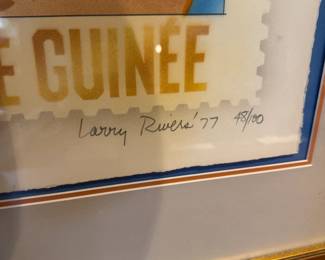 E GUINÉE
Larry Rivers '77 48/100